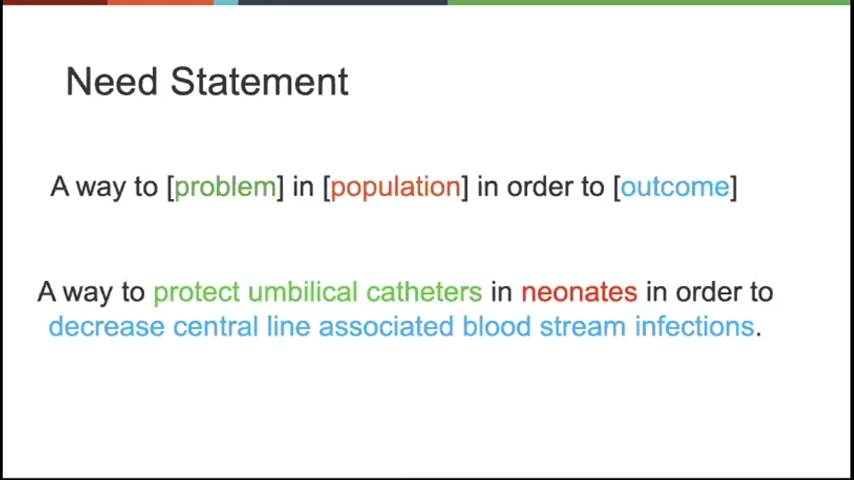 Need Statement
A way to [problem] in [population] in order to [outcome]
A way to protect umbilical catheters in neonates in order to
decrease central line associated blood stream infections.